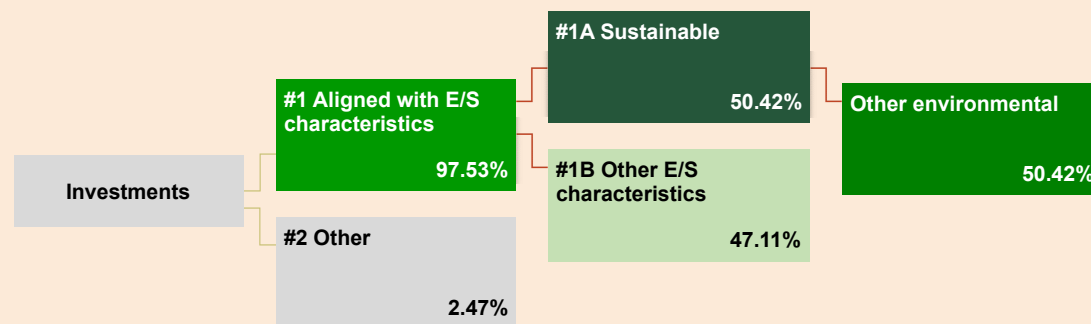 Investments
#1 Aligned with E/S
characteristics
97.53%
#2 Other
2.47%
#1A Sustainable
50.42%
#1B Other E/S
characteristics
47.11%
Other environmental
50.42%